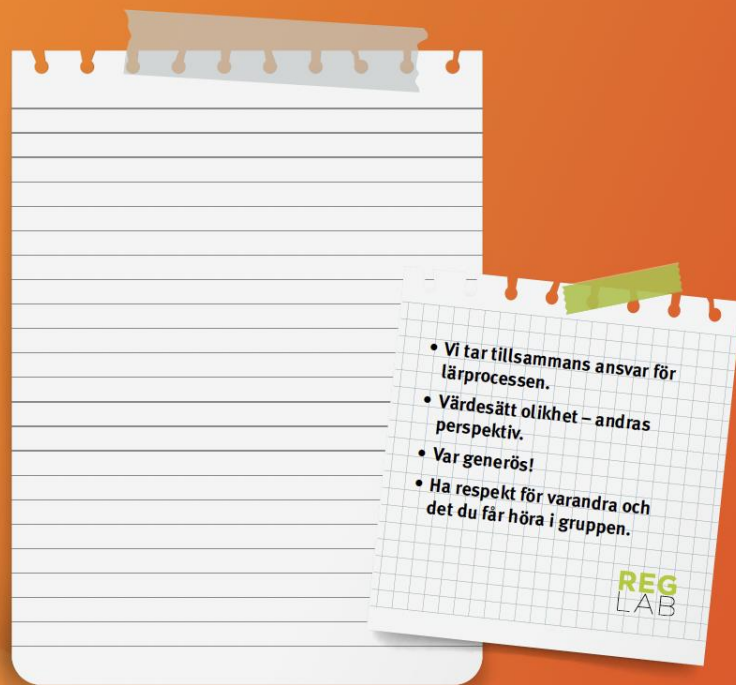 • Vi tar tillsammans ansvar för
lärprocessen.
• Värdesätt olikhet – andras
perspektiv.
• Var generös!
• Ha respekt för varandra och
det du får höra i gruppen.
REG
LAB